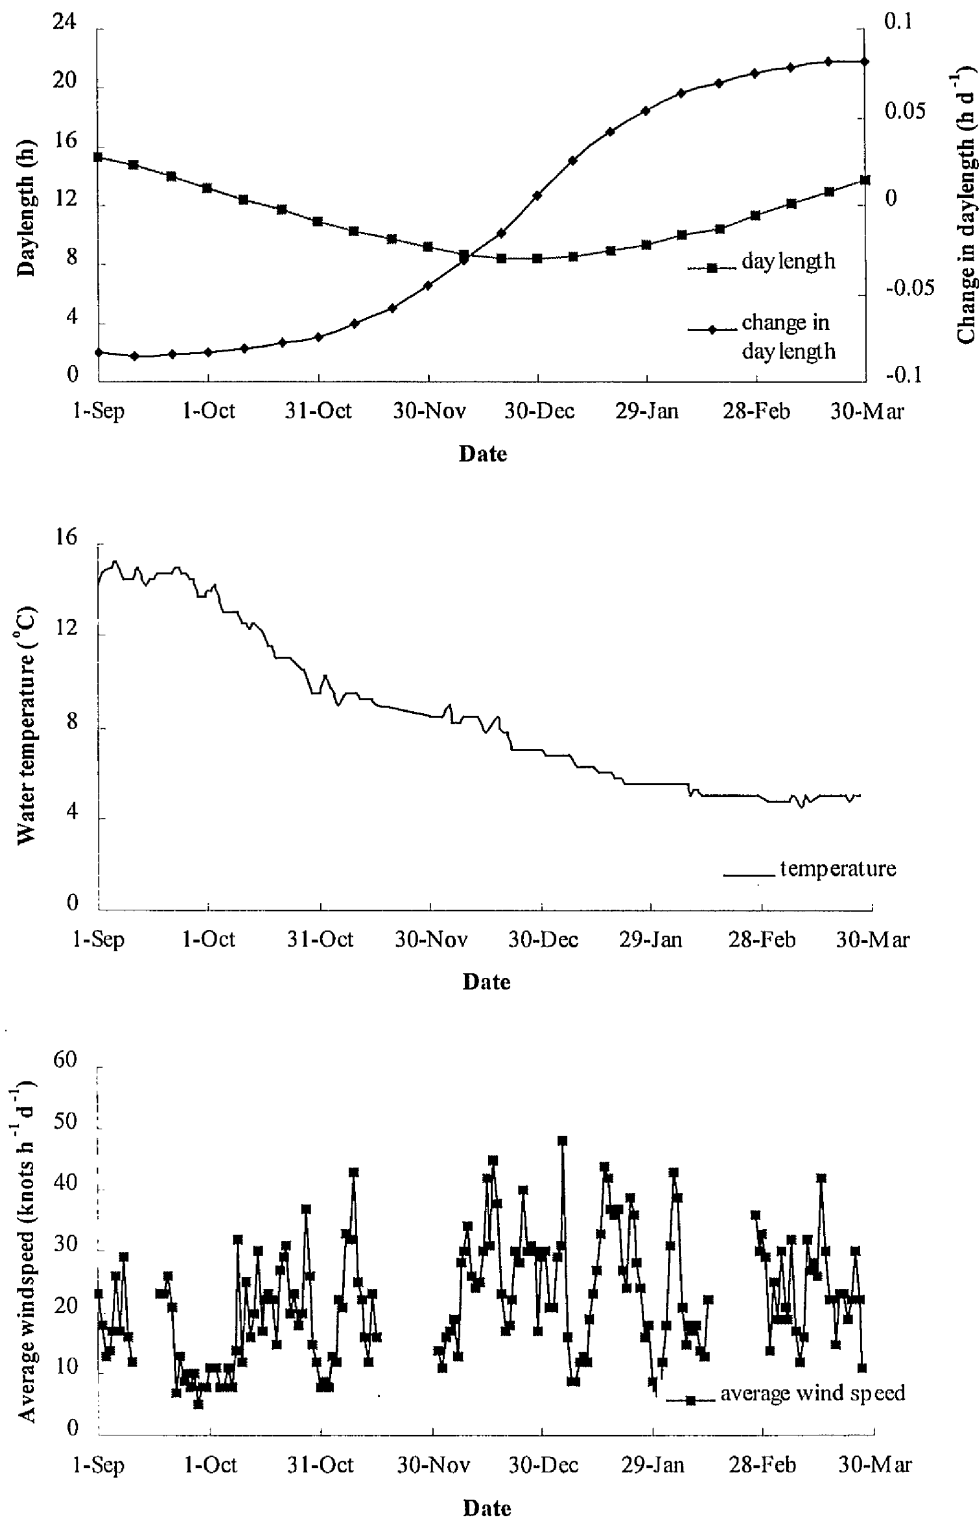 24
20
16
12
8
4
0
Daylength (h)
0.1
0.05
0
-0.05
-0.1
Change in daylength (h d⁻¹)
daylength
change in
daylength
1-Sep 1-Oct 31-Oct 30-Nov 30-Dec 29-Jan 28-Feb 30-Mar
Date
16
12
8
4
0
Water temperature (°C)
temperature
1-Sep 1-Oct 31-Oct 30-Nov 30-Dec 29-Jan 28-Feb 30-Mar
Date
60
50
40
30
20
10
0
Average windspeed (knots h⁻¹ d⁻¹)
average wind speed
1-Sep 1-Oct 31-Oct 30-Nov 30-Dec 29-Jan 28-Feb 30-Mar
Date